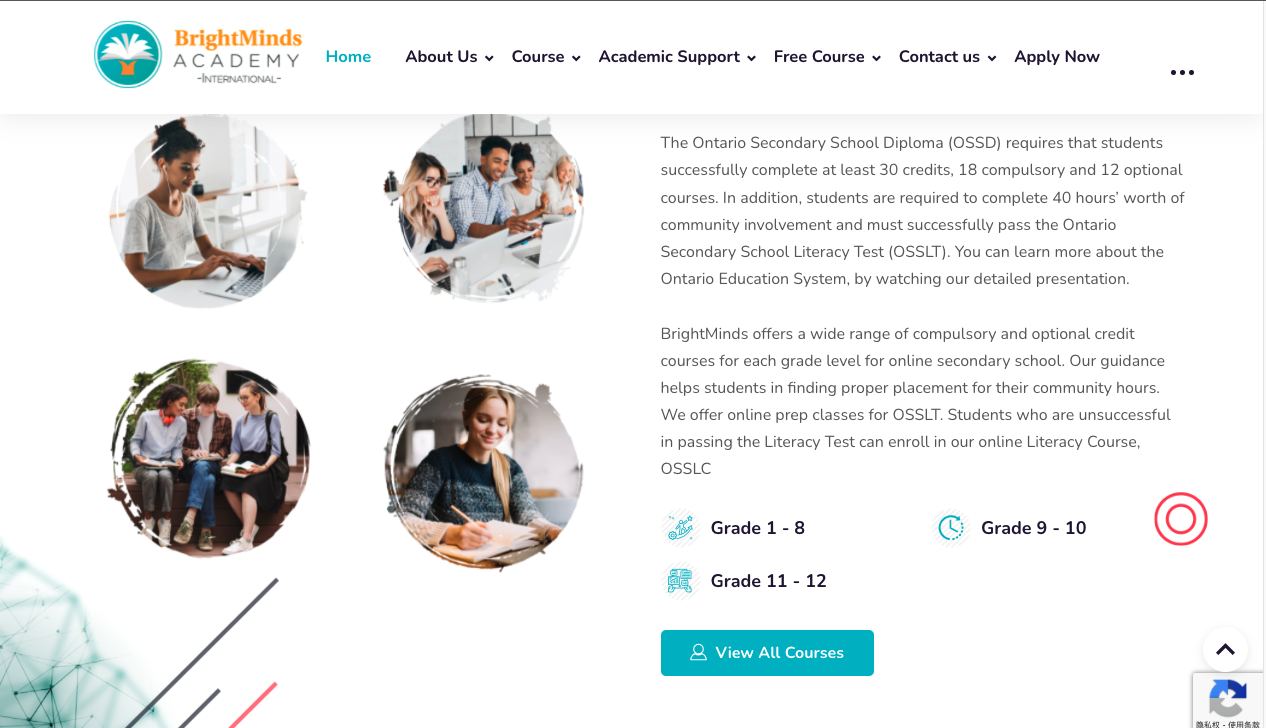 BrightMinds
ACADEMY
-INTERNATIONAL-
Home About Us Course Academic Support Free Course Contact us Apply Now
The Ontario Secondary School Diploma (OSSD) requires that students
successfully complete at least 30 credits, 18 compulsory and 12 optional
courses. In addition, students are required to complete 40 hours’ worth of
community involvement and must successfully pass the Ontario
Secondary School Literacy Test (OSSLT). You can learn more about the
Ontario Education System, by watching our detailed presentation.
BrightMinds offers a wide range of compulsory and optional credit
courses for each grade level for online secondary school. Our guidance
helps students in finding proper placement for their community hours.
We offer online prep classes for OSSLT. Students who are unsuccessful
in passing the Literacy Test can enroll in our online Literacy Course,
OSSLC
Grade 1 - 8 Grade 9 - 10
Grade 11 - 12
View All Courses
隐私权 - 使用条款